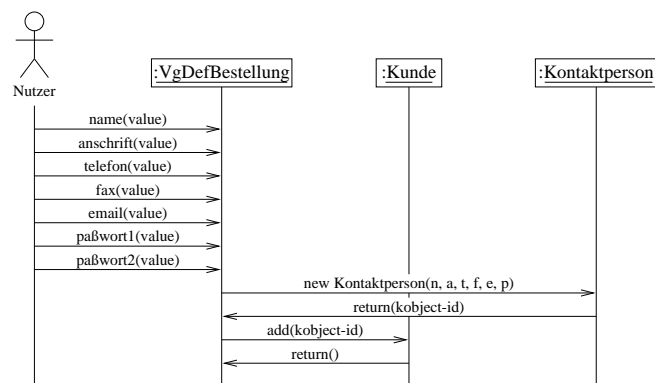 :VgDefBestellung
:Kunde
:Kontaktperson
Nutzer
name(value)
anschrift(value)
telefon(value)
fax(value)
email(value)
paßwort1(value)
paßwort2(value)
new Kontaktperson(n, a, t, f, e, p)
return(kobject-id)
add(kobject-id)
return()